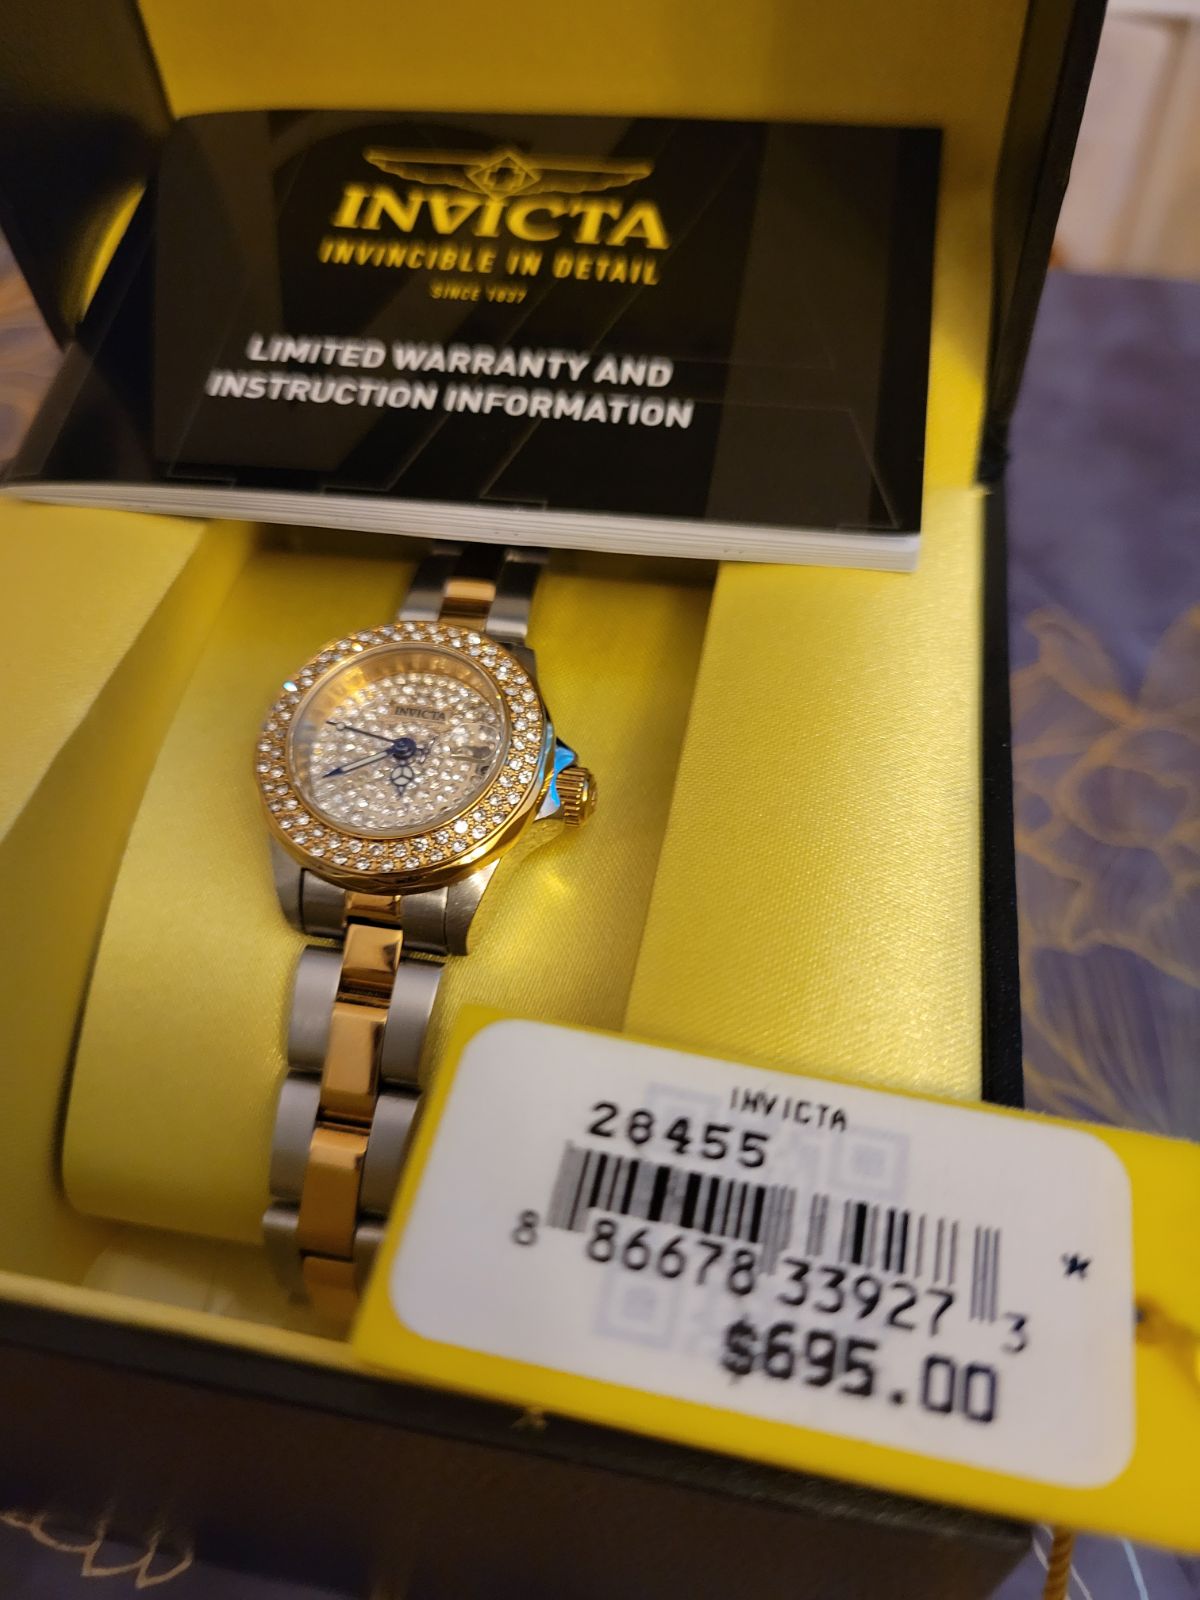 INVICTA
INVINCIBLE IN DETAIL
SINCE 1837
LIMITED WARRANTY AND
INSTRUCTION INFORMATION
INVICTA
INVICTA
28455
8 86678 33927 3
*
$695.00